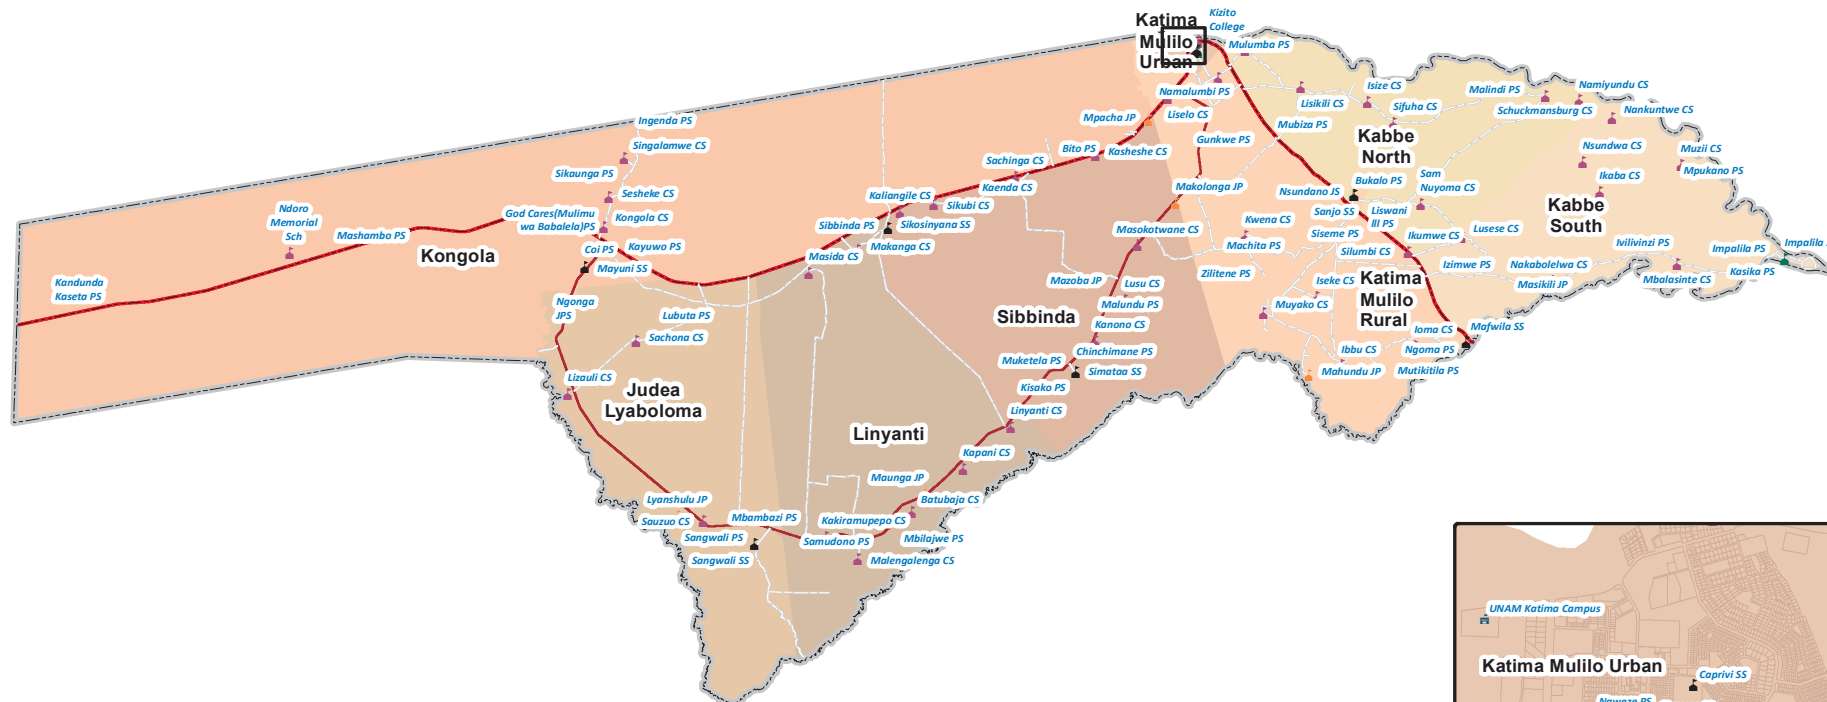 Katima
Mulilo
Urban
Kizito
College
Mulumba PS
Namalumbi PS
Isize CS
Lisikili CS
Sifuha CS
Malindi PS
Namiyundu CS
Schuckmansburg CS
Nankuntwe CS
Ingenda PS
Singalamwe CS
Mpacha JP
Liselo CS
Mubiza PS
Gunkwe PS
Kabbe
North
Bito PS
Kasheshe CS
Sachinga CS
Nsundwa CS
Muzii CS
Mpukano PS
Sikaunga PS
Sesheke CS
Kaenda CS
Makolonga JP
Nsundano JS
Bukalo PS
Sam
Nuyoma CS
Ikaba CS
Kabbe
South
Kaliangile CS
Sikubi CS
Sanjo SS
Liswani
III PS
Ndoro
Memorial
Sch
God Cares(Mulimu
wa Babalela)PS
Kongola CS
Sibbinda PS
Sikosinyana SS
Masokotwane CS
Kwena CS
Siseme PS
Ikumwe CS
Lusese CS
Mashambo PS
Kongola
Coi PS
Kayuwo PS
Makanga CS
Masida CS
Machita PS
Silumbi CS
Ivilivinzi PS
Impalila PS
Impalila
Mayuni SS
Zilitene PS
Izimwe PS
Nakabolelwa CS
Kasika PS
Mbalasinte CS
Masikili JP
Kandunda
Kaseta PS
Mazoba JP
Lusu CS
Iseke CS
Katima
Mulilo
Rural
Ngonga
JPS
Lubuta PS
Sibbinda
Malundu PS
Muyako CS
Kanono CS
Sachona CS
Ioma CS
Mafwila SS
Muketela PS
Chinchimane PS
Ibbu CS
Ngoma PS
Simataa SS
Mahundu JP
Mutikitila PS
Lizauli CS
Judea
Lyaboloma
Kisako PS
Linyanti CS
Linyanti
Kapani CS
Maunga JP
Lyanshulu JP
Batubaja CS
Sauzuo CS
Mbambazi PS
Kakiramupepo CS
Sangwali PS
Samudono PS
Mbilajwe PS
Sangwali SS
Malengalenga CS
UNAM Katima Campus
Katima Mulilo Urban
Caprivi SS